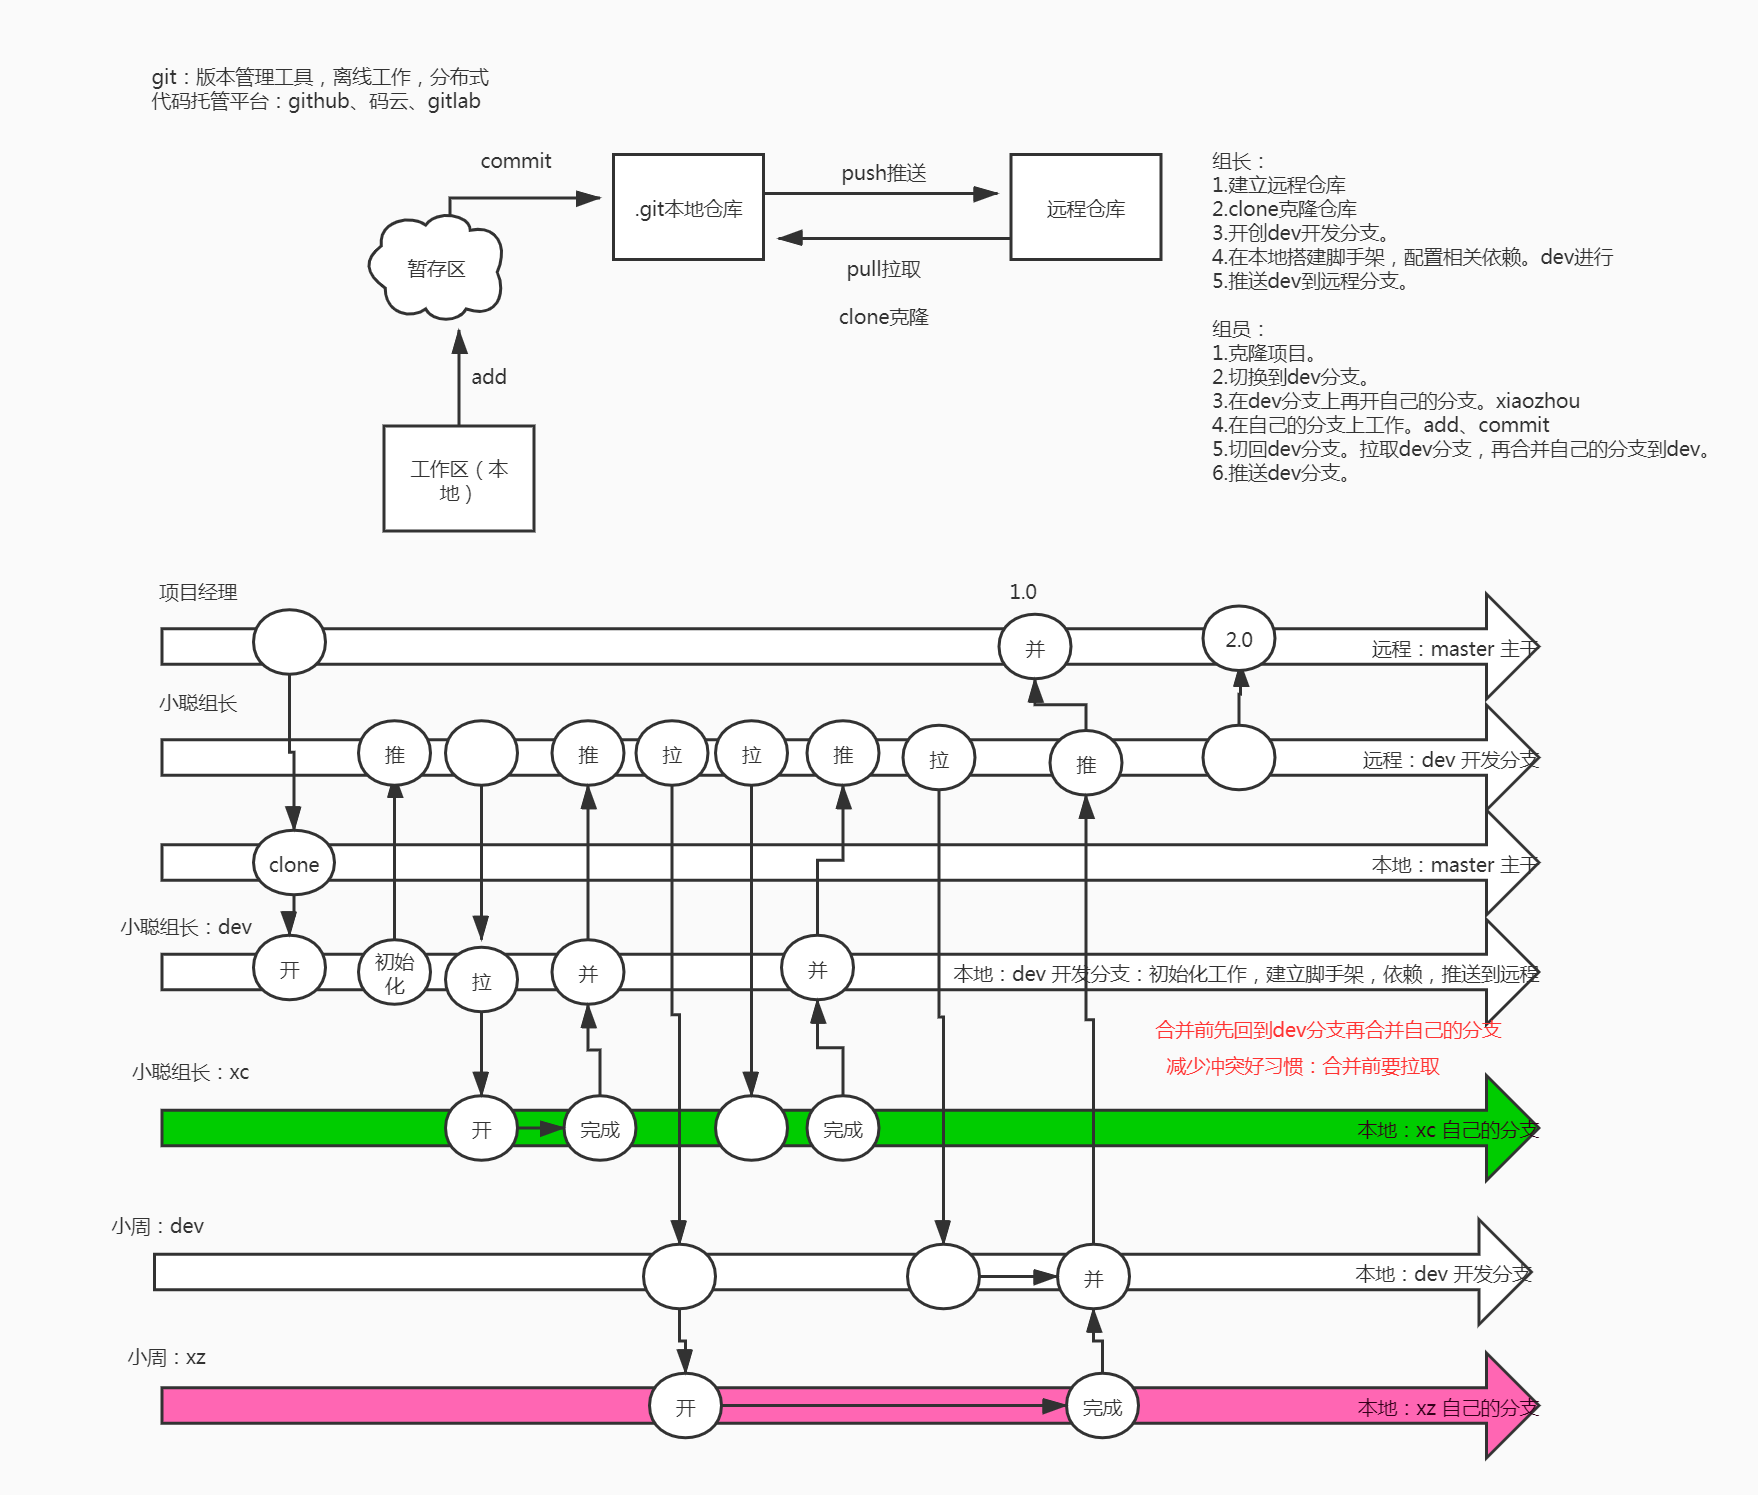 git：版本管理工具，离线工作，分布式
代码托管平台：github、码云、gitlab
commit
push推送
.git本地仓库
远程仓库
暂存区
pull拉取
clone克隆
add
工作区（本
地）
组长：
1.建立远程仓库
2.clone克隆仓库
3.开创dev开发分支。
4.在本地搭建脚手架，配置相关依赖。dev进行
5.推送dev到远程分支。
组员：
1.克隆项目。
2.切换到dev分支。
3.在dev分支上再开自己的分支。xiaozhou
4.在自己的分支上工作。add、commit
5.切回dev分支。拉取dev分支，再合并自己的分支到dev。
6.推送dev分支。
项目经理
1.0
并
2.0
远程：master 主干
小聪组长
推
推
拉
拉
推
拉
推
远程：dev 开发分支
clone
本地：master 主干
小聪组长：dev
开
初始
化
拉
并
并
本地：dev 开发分支：初始化工作，建立脚手架，依赖，推送到远程
合并前先回到dev分支再合并自己的分支
减少冲突好习惯：合并前要拉取
小聪组长：xc
开
完成
完成
本地：xc 自己的分支
小周：dev
并
本地：dev 开发分支
小周：xz
开
完成
本地：xz 自己的分支